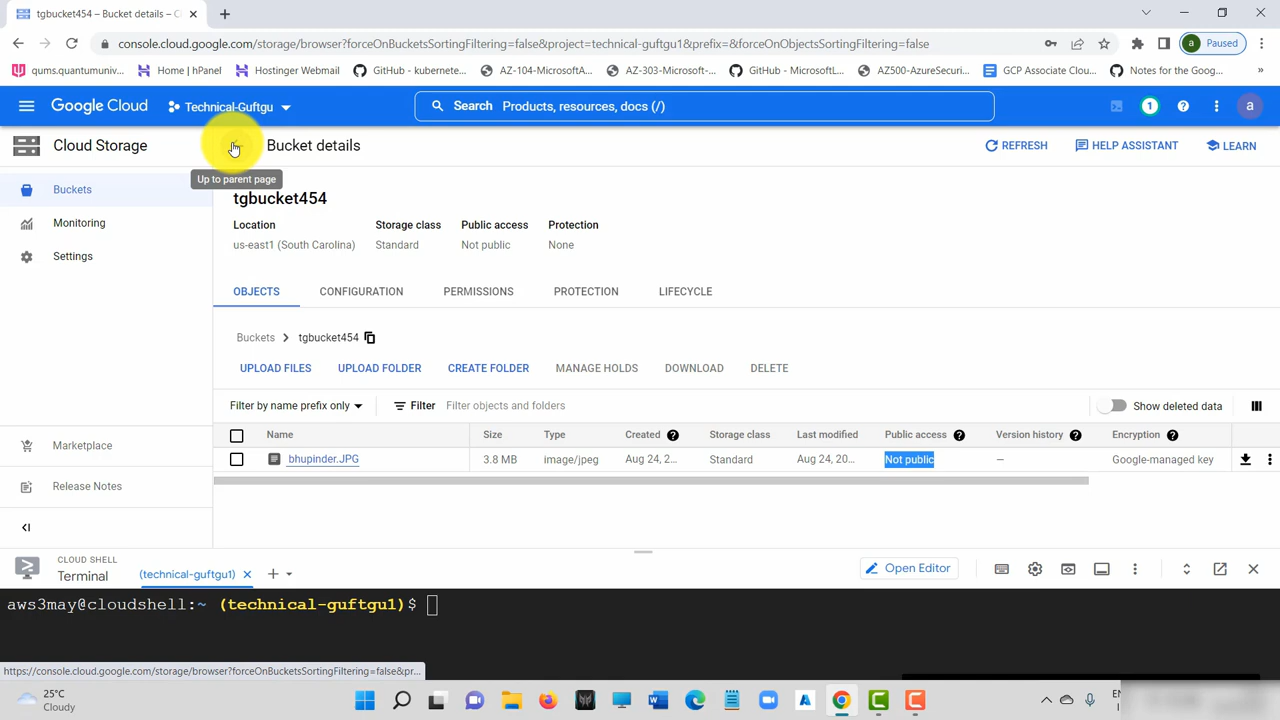 tgbucket454 – Bucket details – C
console.cloud.google.com/storage/browser?forceOnBucketsSortingFiltering=false&project=technical-guftgu1&prefix=&forceOnObjectsSortingFiltering=false
a Paused
qums.quantumuniv... Home | hPanel Hostinger Webmail GitHub - kubernete... AZ-104-MicrosoftA... AZ-303-Microsoft-... GitHub - MicrosoftL... AZ500-AzureSecuri... GCP Associate Clou... Notes for the Goog... »
Google Cloud Technical-Guftgu Search Products, resources, docs (/) 1 a
Cloud Storage Bucket details REFRESH HELP ASSISTANT LEARN
Up to parent page
Buckets
Monitoring
Settings
Marketplace
Release Notes
tgbucket454
Location Storage class Public access Protection
us-east1 (South Carolina) Standard Not public None
OBJECTS CONFIGURATION PERMISSIONS PROTECTION LIFECYCLE
Buckets > tgbucket454
UPLOAD FILES UPLOAD FOLDER CREATE FOLDER MANAGE HOLDS DOWNLOAD DELETE
Filter by name prefix only Filter Filter objects and folders Show deleted data
Name Size Type Created Storage class Last modified Public access Version history Encryption
bhupinder.JPG 3.8 MB image/jpeg Aug 24, 2... Standard Aug 24, 20... Not public — Google-managed key
CLOUD SHELL
Terminal (technical-guftgu1) Open Editor
aws3may@cloudshell:~ (technical-guftgu1)$
https://console.cloud.google.com/storage/browser?forceOnBucketsSortingFiltering=false&pr...
25°C
Cloudy